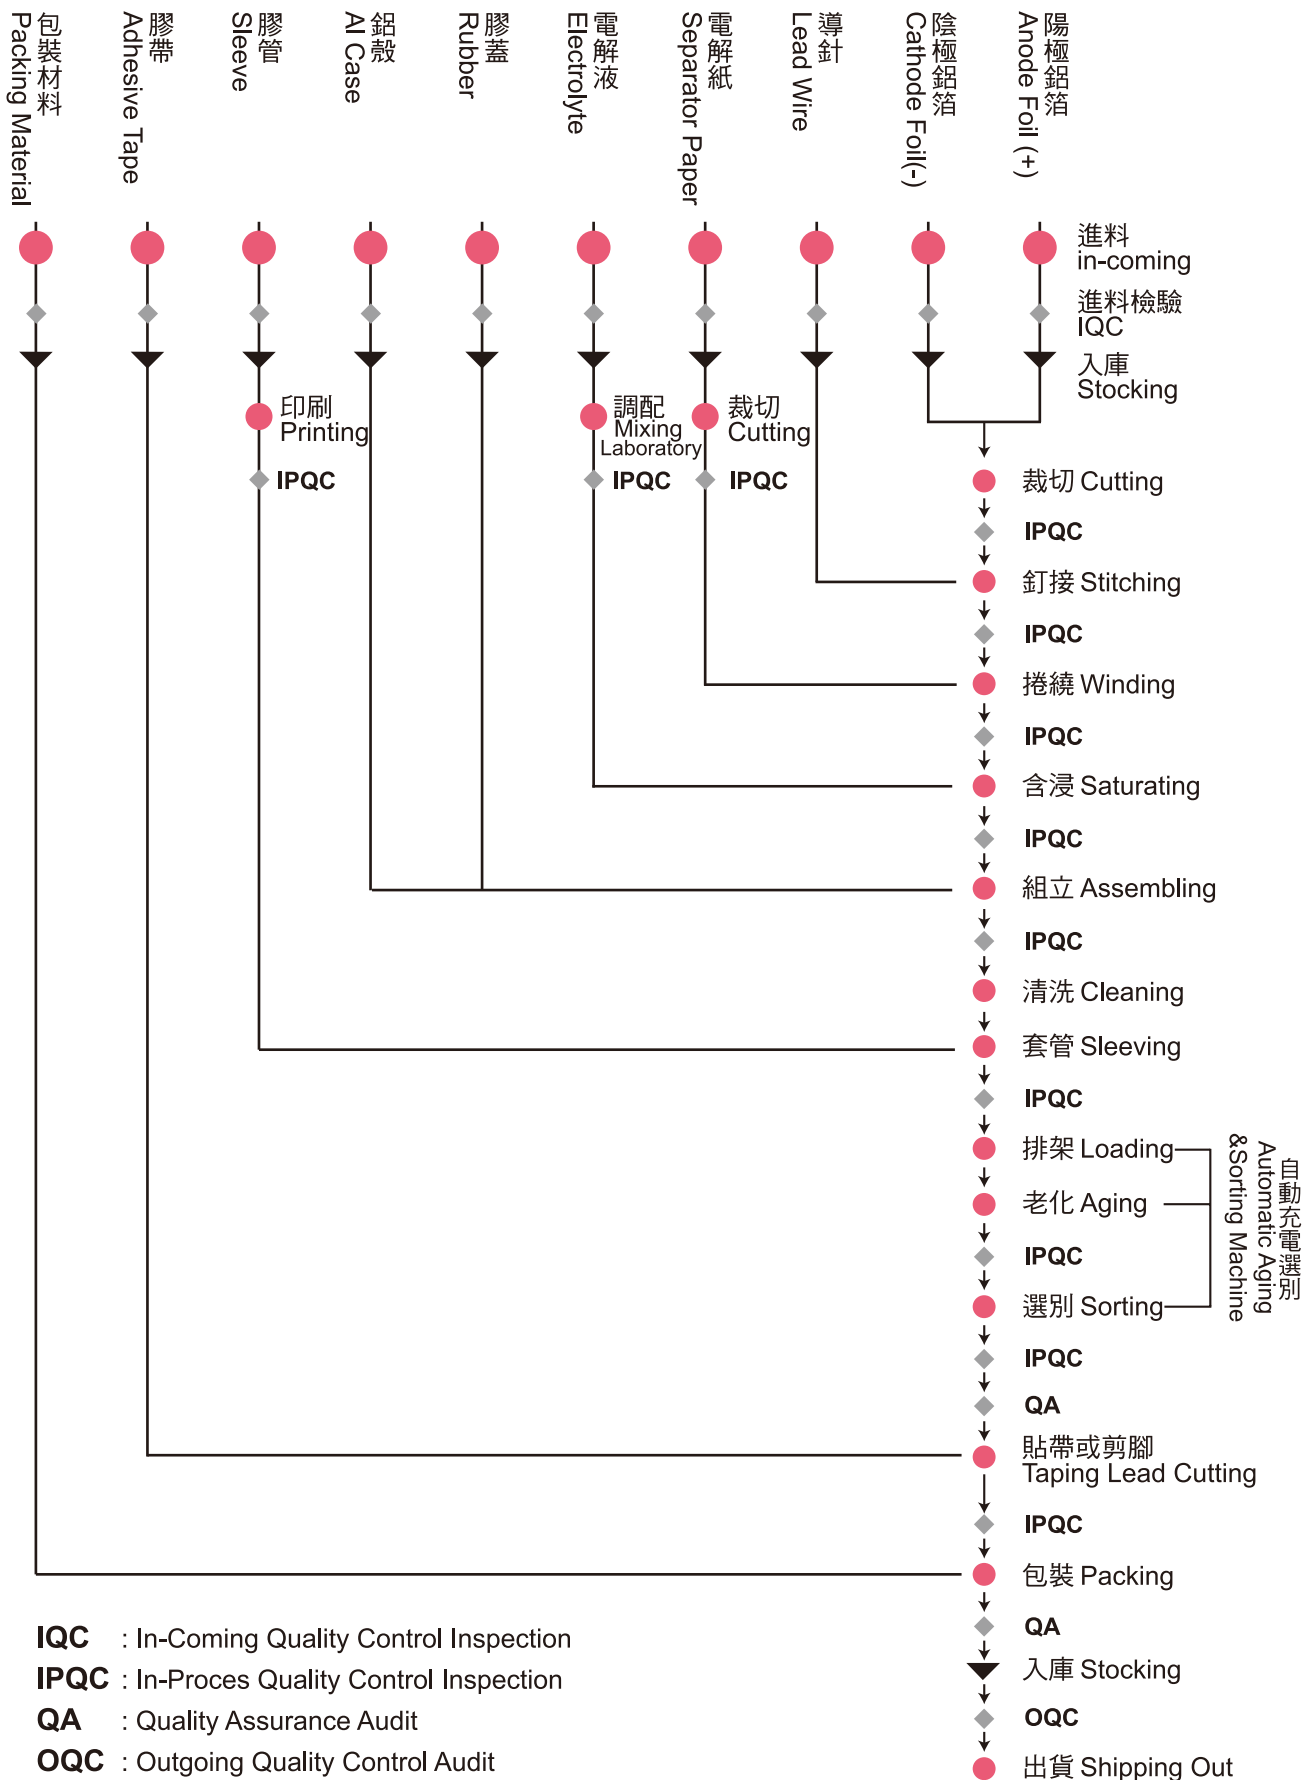 包裝材料
Packing Material
膠帶
Adhesive Tape
膠管
Sleeve
鋁殼
Al Case
膠蓋
Rubber
電解液
Electrolyte
電解紙
Separator Paper
導針
Lead Wire
陰極鋁箔
Cathode Foil(-)
陽極鋁箔
Anode Foil (+)
進料
in-coming
進料檢驗
IQC
入庫
Stocking
印刷
Printing
IPQC
調配
Mixing
Laboratory
IPQC
裁切
Cutting
IPQC
裁切 Cutting
IPQC
釘接 Stitching
IPQC
捲繞 Winding
IPQC
含浸 Saturating
IPQC
組立 Assembling
IPQC
清洗 Cleaning
套管 Sleeving
IPQC
排架 Loading
老化 Aging
IPQC
選別 Sorting
自動充電選別
Automatic Aging
&Sorting Machine
IPQC
QA
貼帶或剪腳
Taping Lead Cutting
IPQC
包裝 Packing
QA
入庫 Stocking
OQC
出貨 Shipping Out
IQC : In-Coming Quality Control Inspection
IPQC : In-Proces Quality Control Inspection
QA : Quality Assurance Audit
OQC : Outgoing Quality Control Audit